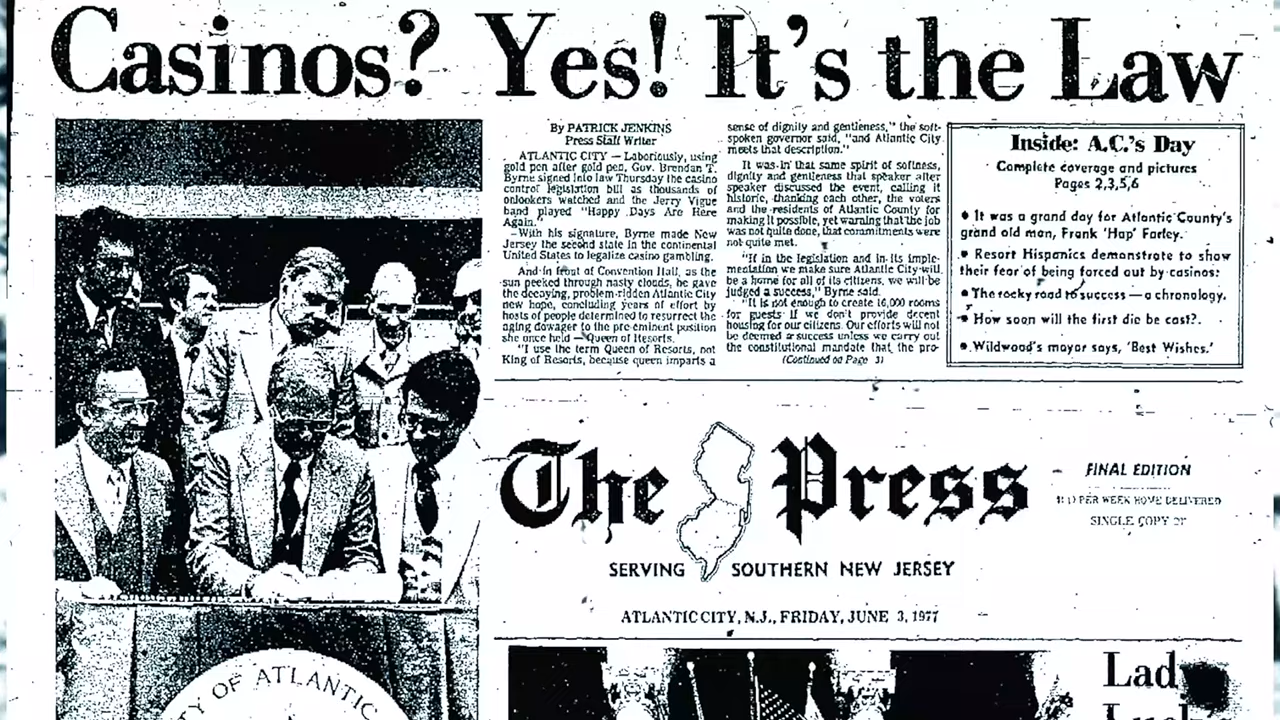 Casinos? Yes! It's the Law
By PATRICK JENKINS
Press Staff Writer
ATLANTIC CITY — Laboriously, using
gold pen after gold pen, Gov. Brendan T.
Byrne signed into law Thursday the casino
control legislation bill as thousands of
onlookers watched and the Jerry Vigue
band played "Happy Days Are Here
Again."
With his signature, Byrne made New
Jersey the second state in the continental
United States to legalize casino gambling.
And in front of Convention Hall, as the
sun peeked through nasty clouds, he gave
the decaying, problem-ridden Atlantic City
new hope, concluding years of effort by
hosts of people determined to resurrect the
aging dowager to the pre-eminent position
she once held — Queen of Resorts.
"I use the term Queen of Resorts, not
King of Resorts, because queen imparts a
sense of dignity and gentleness," the soft-
spoken governor said, "and Atlantic City
meets that description."
It was in that same spirit of softness,
dignity and gentleness that speaker after
speaker discussed the event, calling it
historic, thanking each other, the voters
and the residents of Atlantic County for
making it possible, yet warning that the job
was not quite done, that commitments were
not quite met.
"If in the legislation and in its imple-
mentation we make sure Atlantic City will
be a home for all of its citizens, we will be
judged a success," Byrne said.
"It is not enough to create 16,000 rooms
for guests if we don't provide decent
housing for our citizens. Our efforts will not
be deemed a success unless we carry out
the constitutional mandate that the pro-
(Continued on Page 3)
Inside: A.C.'s Day
Complete coverage and pictures
Pages 2,3,5,6
• It was a grand day for Atlantic County's
grand old man, Frank 'Hap' Farley.
• Resort Hispanics demonstrate to show
their fear of being forced out by casinos.
• The rocky road to success — a chronology.
• How soon will the first die be cast?
• Wildwood's mayor says, 'Best Wishes.'
The Press
FINAL EDITION
PER WEEK HOME DELIVERED
SINGLE COPY
SERVING SOUTHERN NEW JERSEY
ATLANTIC CITY, N.J., FRIDAY, JUNE 3, 1977
OF ATLANTIC
Lad